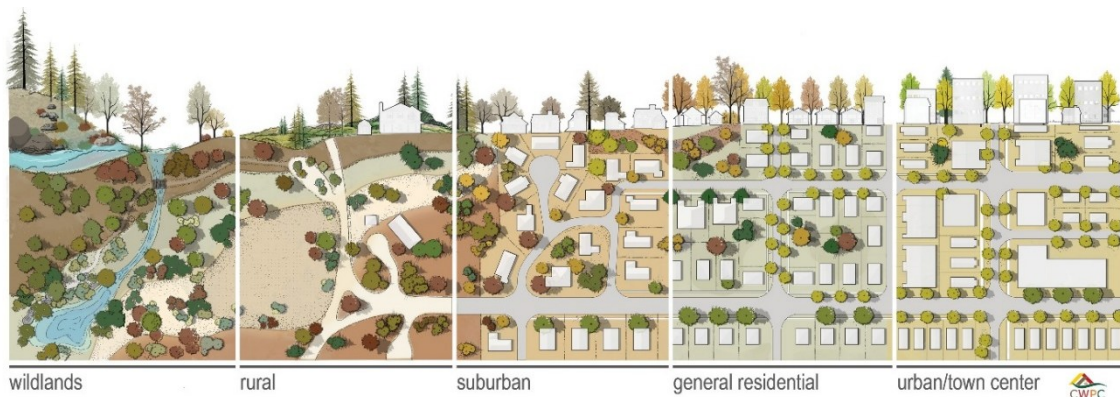 wildlands
rural
suburban
general residential
urban/town center
CWPC